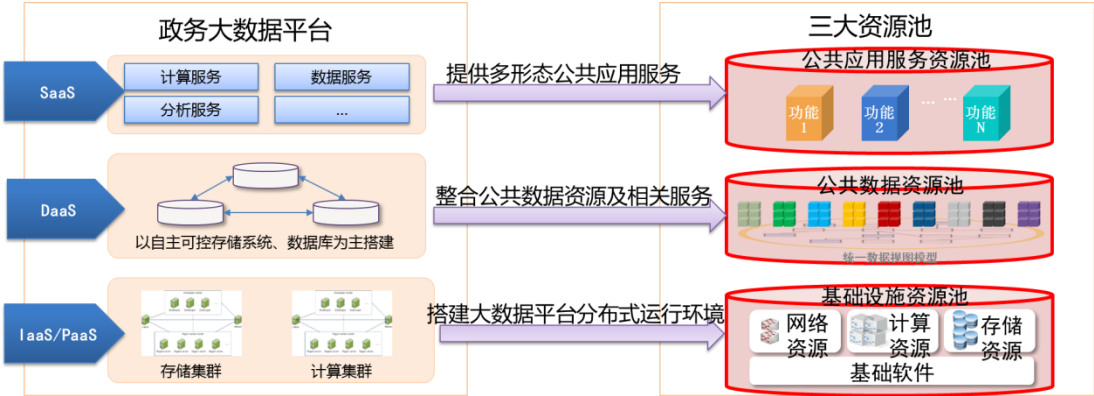 政务大数据平台
三大资源池
SaaS
计算服务
数据服务
分析服务
...
提供多形态公共应用服务
公共应用服务资源池
功能
1
功能
2
... ...
功能
N
DaaS
以自主可控存储系统、数据库为主搭建
整合公共数据资源及相关服务
公共数据资源池
统一数据视图模型
IaaS/PaaS
存储集群
计算集群
搭建大数据平台分布式运行环境
基础设施资源池
网络
资源
计算
资源
存储
资源
基础软件